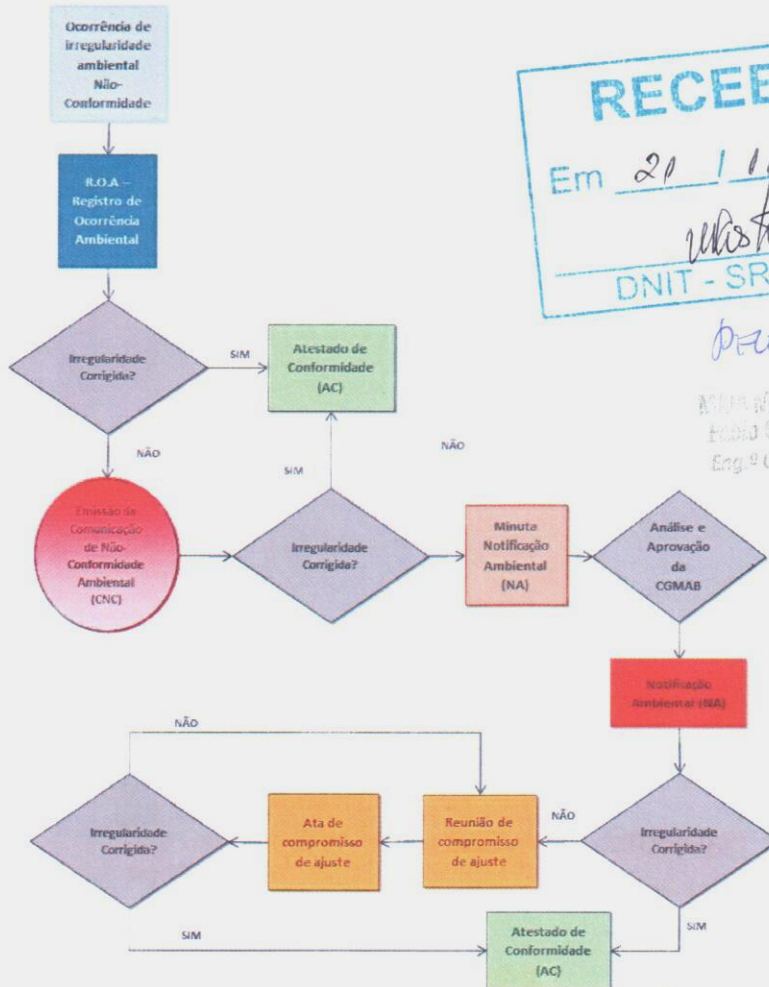 Ocorrência de
irregularidade
ambiental
Não-
Conformidade
RECEB
Em 20 / 1
DNIT - SR
R.O.A –
Registro de
Ocorrência
Ambiental
Irregularidade
Corrigida?
SIM
Atestado de
Conformidade
(AC)
NÃO
SIM
NÃO
Eng.º
Emissão da
Comunicação
de Não-
Conformidade
Ambiental
(CNC)
Irregularidade
Corrigida?
Minuta
Notificação
Ambiental
(NA)
Análise e
Aprovação
da
CGMAB
Notificação
Ambiental (NA)
NÃO
Irregularidade
Corrigida?
Ata de
compromisso
de ajuste
Reunião de
compromisso
de ajuste
NÃO
Irregularidade
Corrigida?
SIM
Atestado de
Conformidade
(AC)
SIM